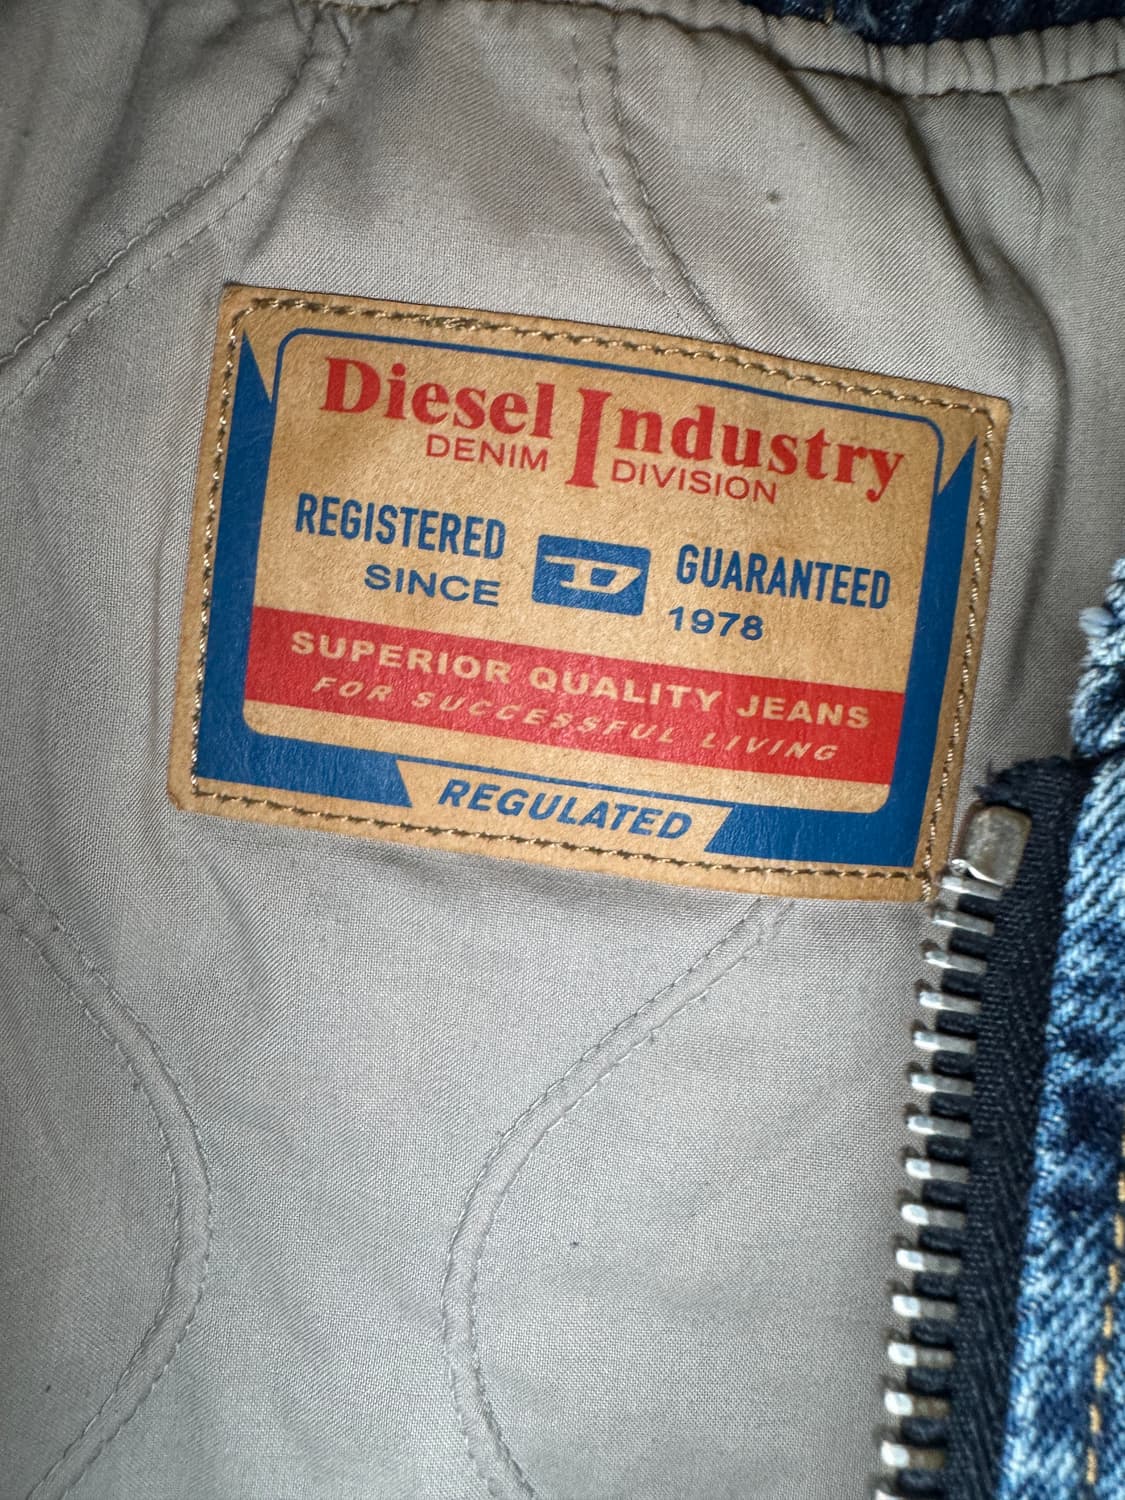 Diesel Industry
DENIM DIVISION
REGISTERED D GUARANTEED
SINCE 1978
SUPERIOR QUALITY JEANS
FOR SUCCESSFUL LIVING
REGULATED